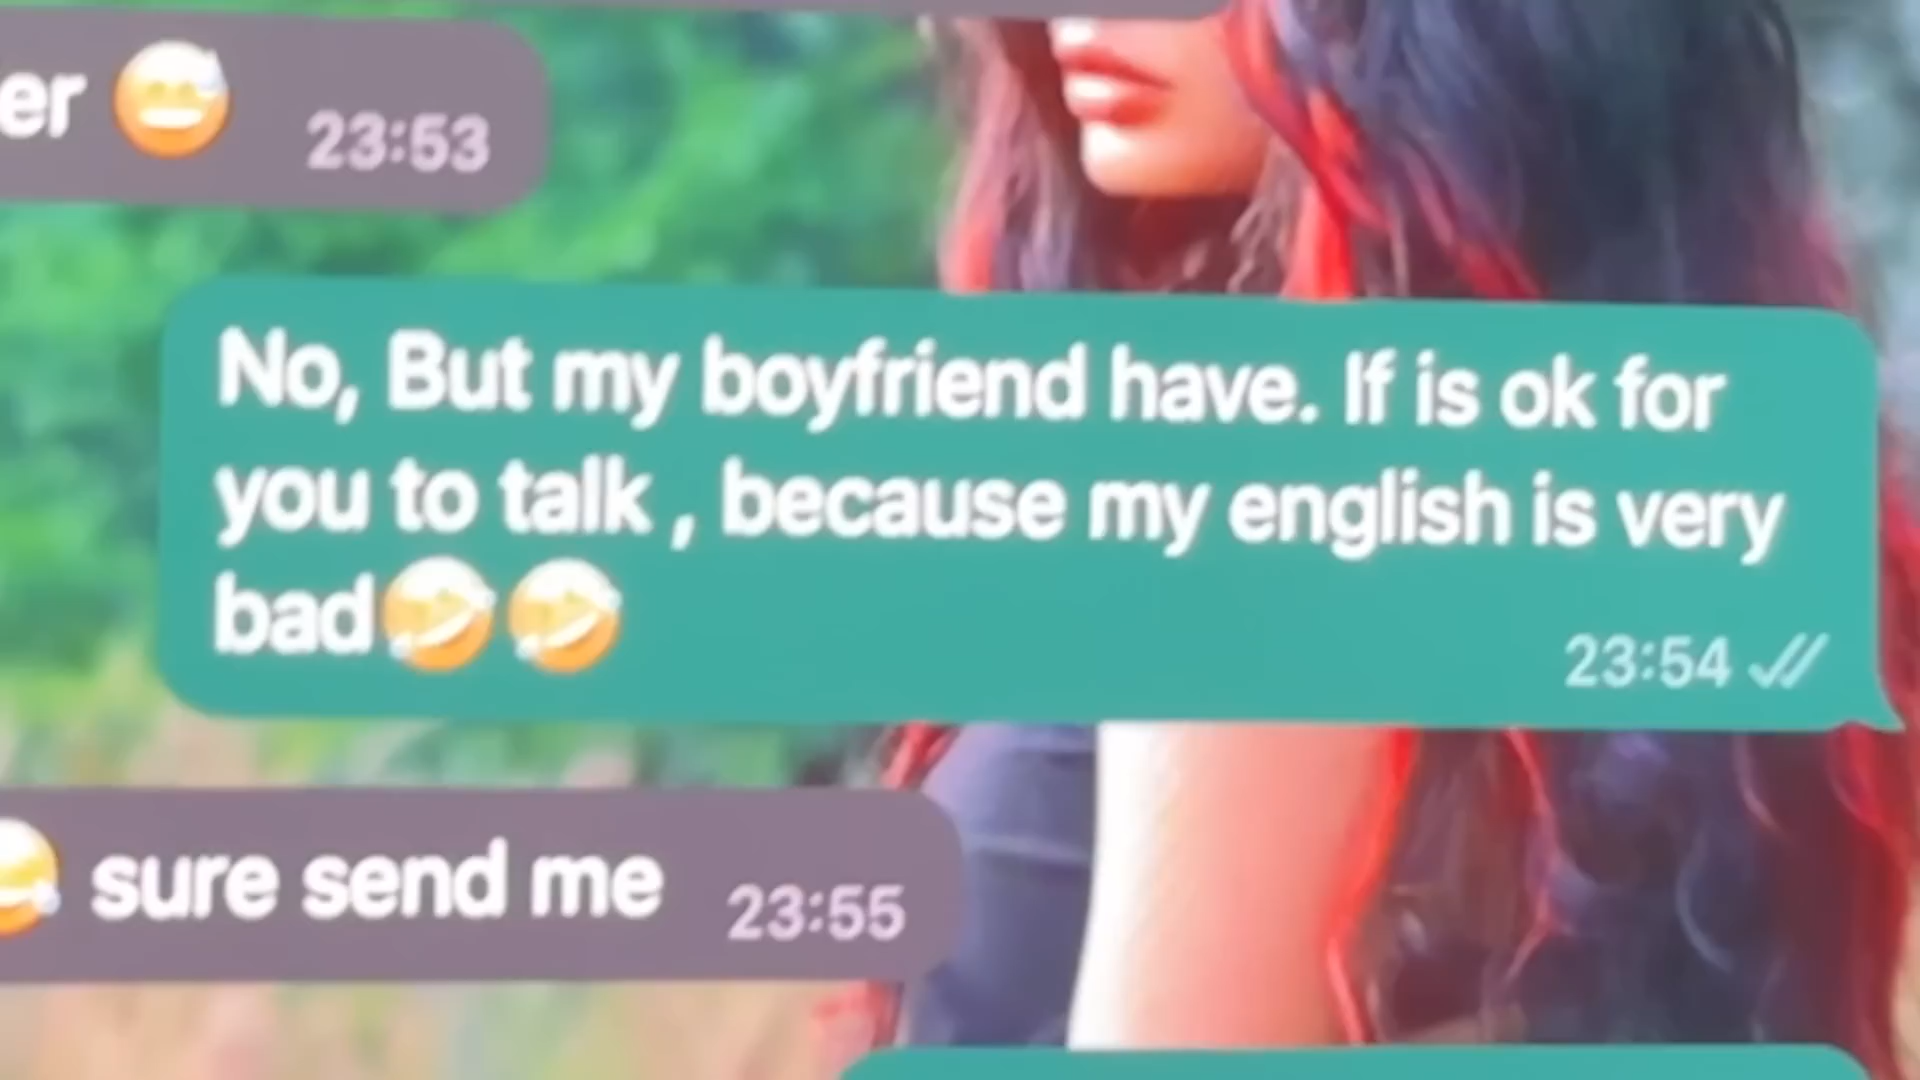 er 😅 23:53
No, But my boyfriend have. If is ok for
you to talk , because my english is very
bad🤣🤣
23:54
sure send me 23:55